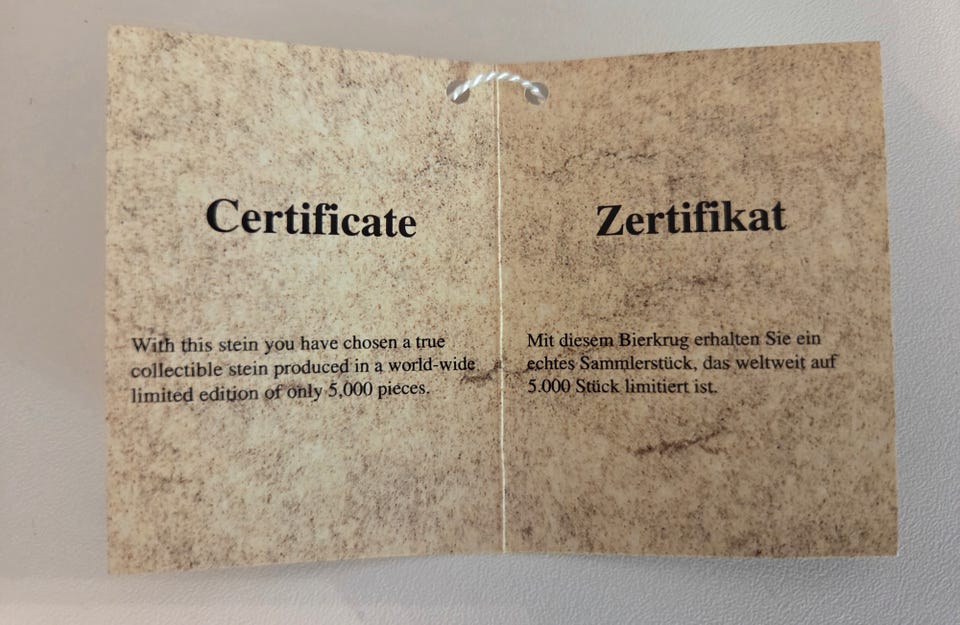 Certificate
With this stein you have chosen a true
collectible stein produced in a world-wide
limited edition of only 5,000 pieces.
Zertifikat
Mit diesem Bierkrug erhalten Sie ein
echtes Sammlerstück, das weltweit auf
5.000 Stück limitiert ist.